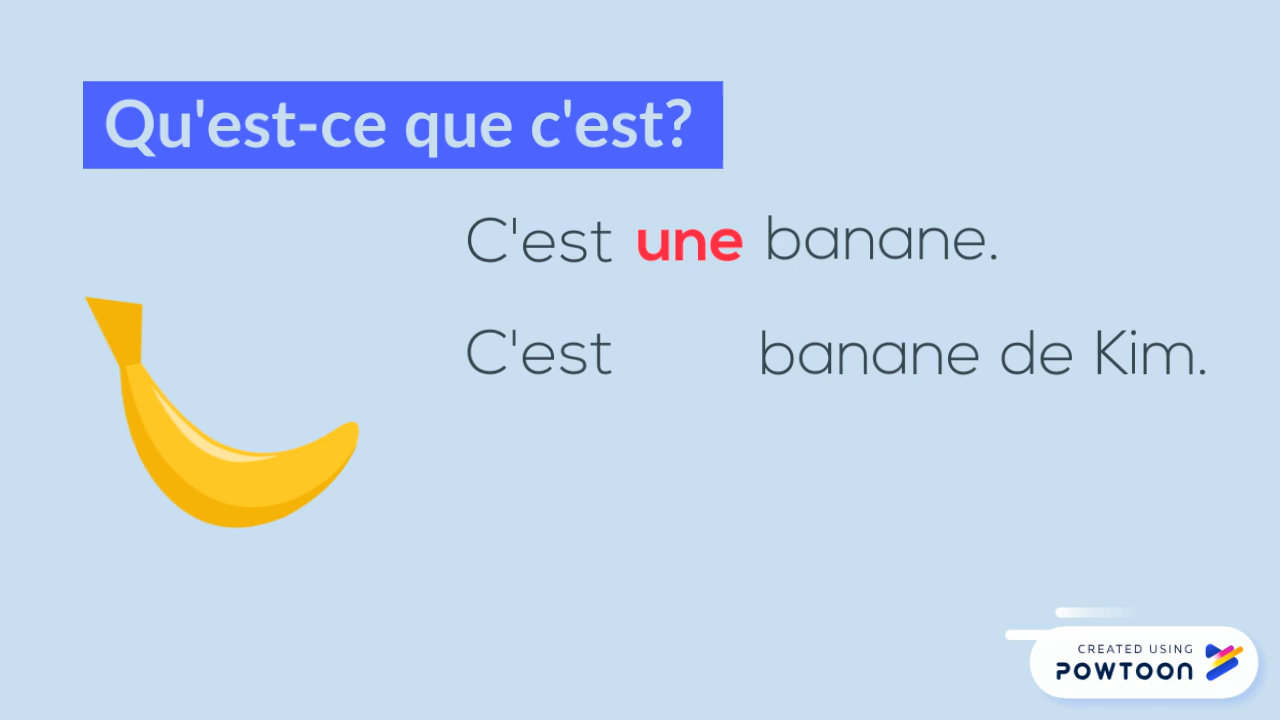 Qu'est-ce que c'est?
C'est une banane.
C'est banane de Kim.
CREATED USING
POWTOON